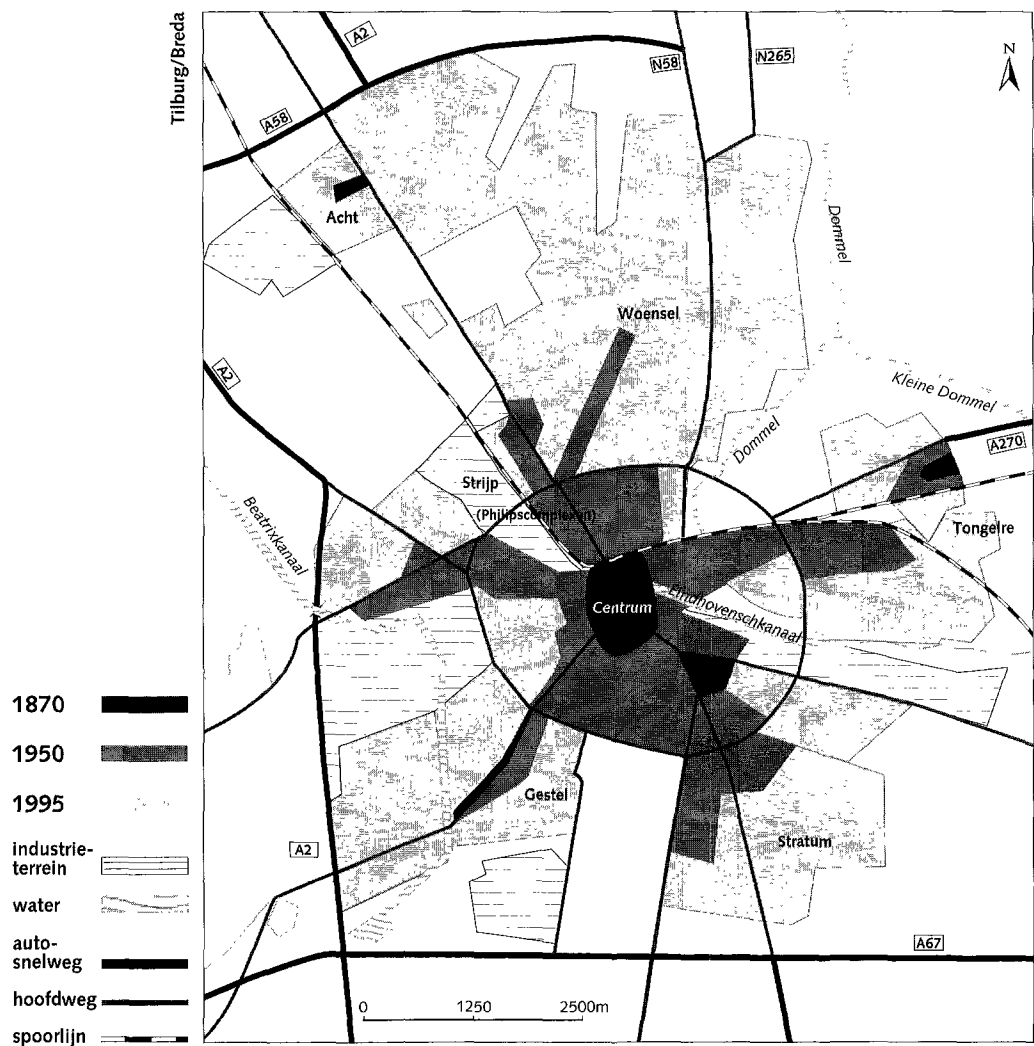 Tilburg/Breda
A2
N58
N265
A58
N
Acht
Dommel
Woensel
A2
Kleine Dommel
Dommel
A270
Strijp
(Philipscomplexen)
Beatrixkanaal
Tongelre
Eindhovenschkanaal
Centrum
Gestel
Stratum
A2
A67
0 1250 2500m
1870
1950
1995
industrie-
terrein
water
auto-
snelweg
hoofdweg
spoorlijn